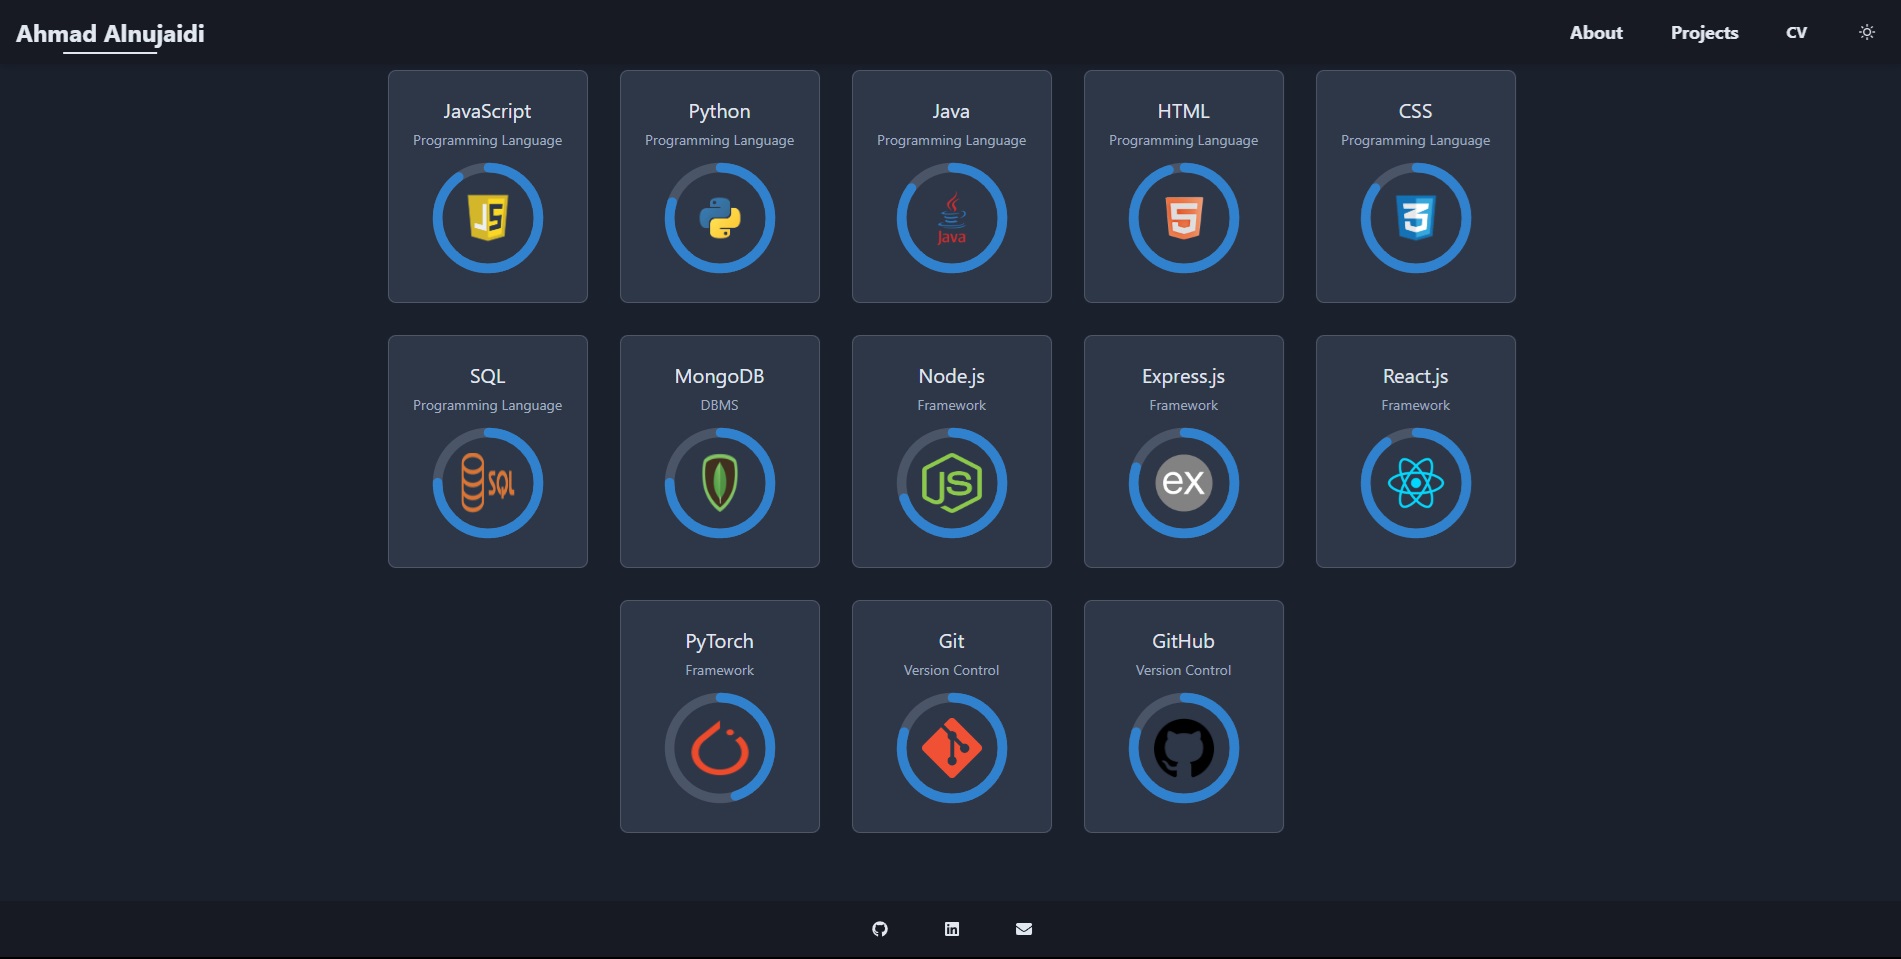 Ahmad Alnujaidi
About
Projects
CV
JavaScript
Programming Language
JS
Python
Programming Language
Java
Programming Language
Java
HTML
Programming Language
5
CSS
Programming Language
3
SQL
Programming Language
SQL
MongoDB
DBMS
Node.js
Framework
JS
Express.js
Framework
ex
React.js
Framework
PyTorch
Framework
Git
Version Control
GitHub
Version Control
in